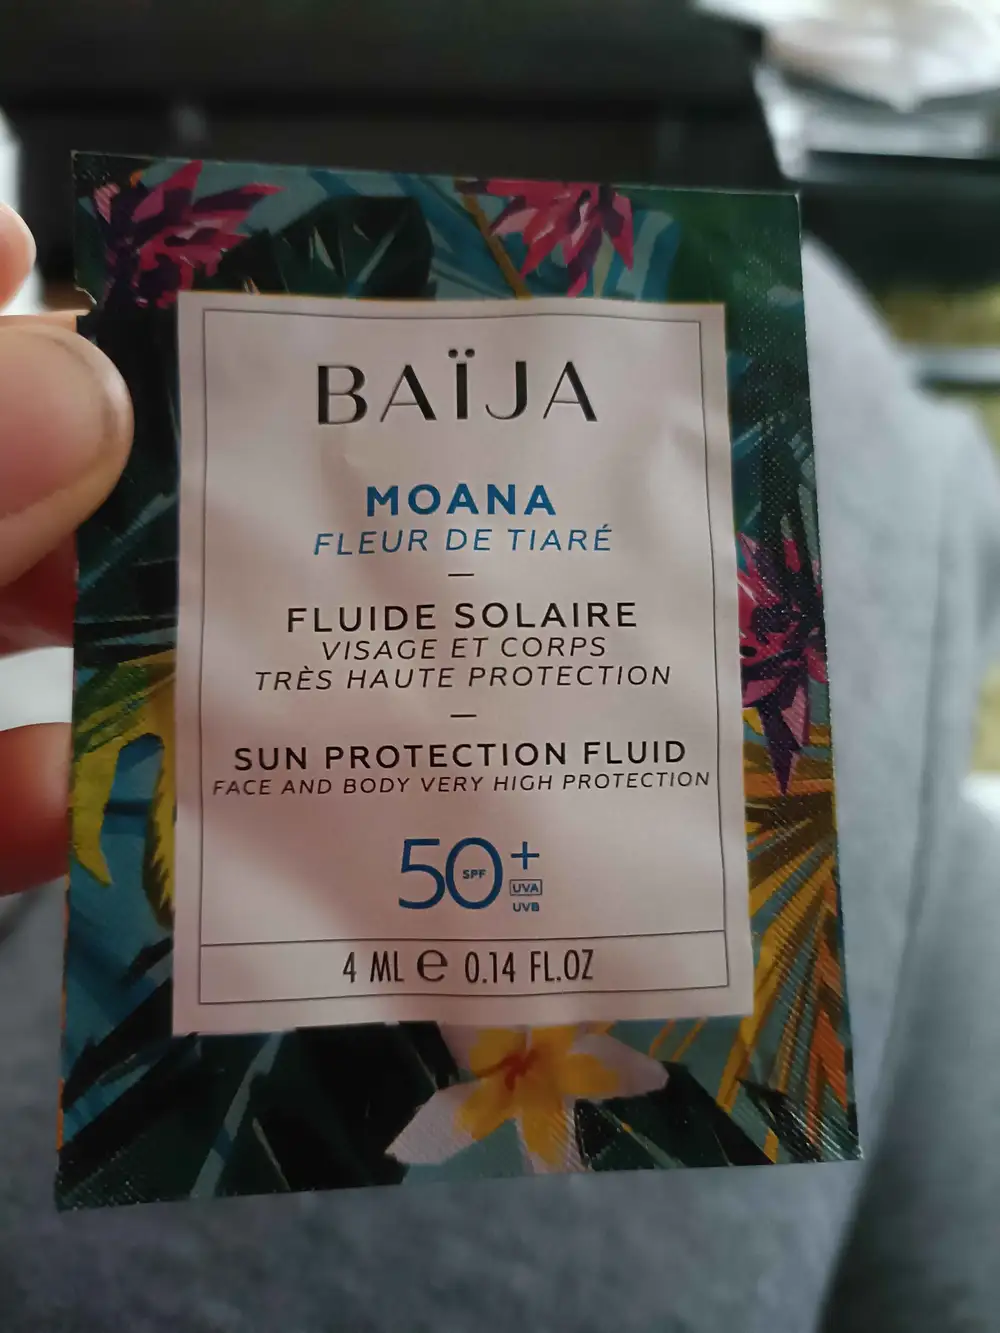 BAÏJA
MOANA
FLEUR DE TIARÉ
—
FLUIDE SOLAIRE
VISAGE ET CORPS
TRÈS HAUTE PROTECTION
—
SUN PROTECTION FLUID
FACE AND BODY VERY HIGH PROTECTION
50 SPF + UVA
UVB
4 ML ℮ 0.14 FL.OZ